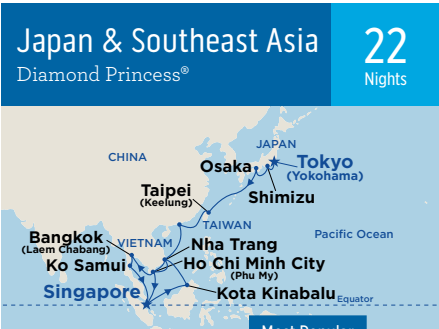 Japan & Southeast Asia
Diamond Princess®
22
Nights
CHINA
JAPAN
Osaka
Tokyo
(Yokohama)
Shimizu
Taipei
(Keelung)
TAIWAN
Pacific Ocean
Bangkok
(Laem Chabang)
VIETNAM
Nha Trang
Ko Samui
Ho Chi Minh City
(Phu My)
Singapore
Kota Kinabalu
Equator
Most Popular